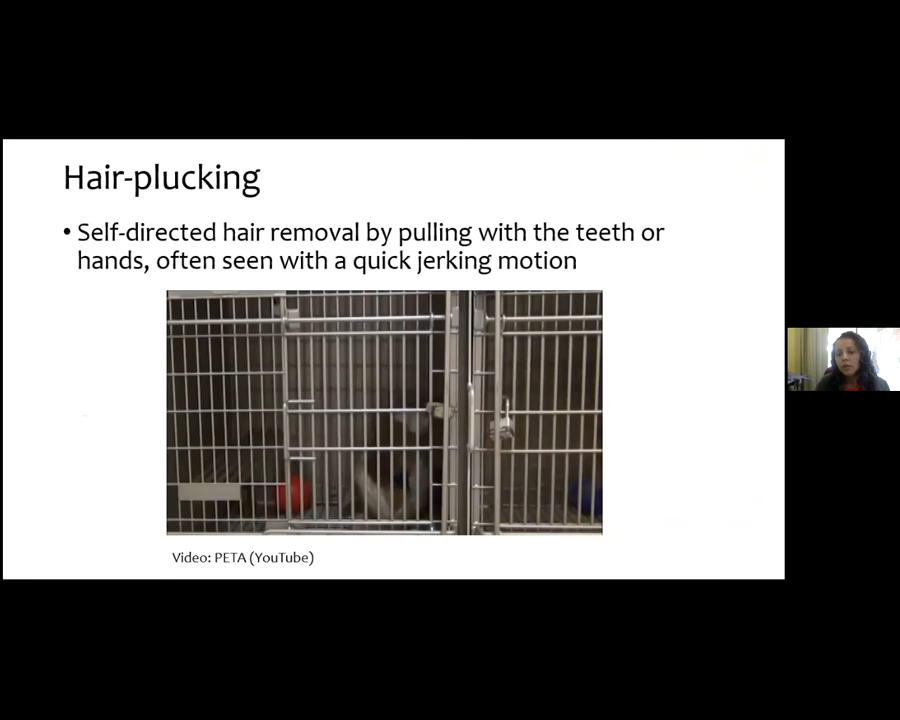 Hair-plucking
• Self-directed hair removal by pulling with the teeth or
hands, often seen with a quick jerking motion
Video: PETA (YouTube)